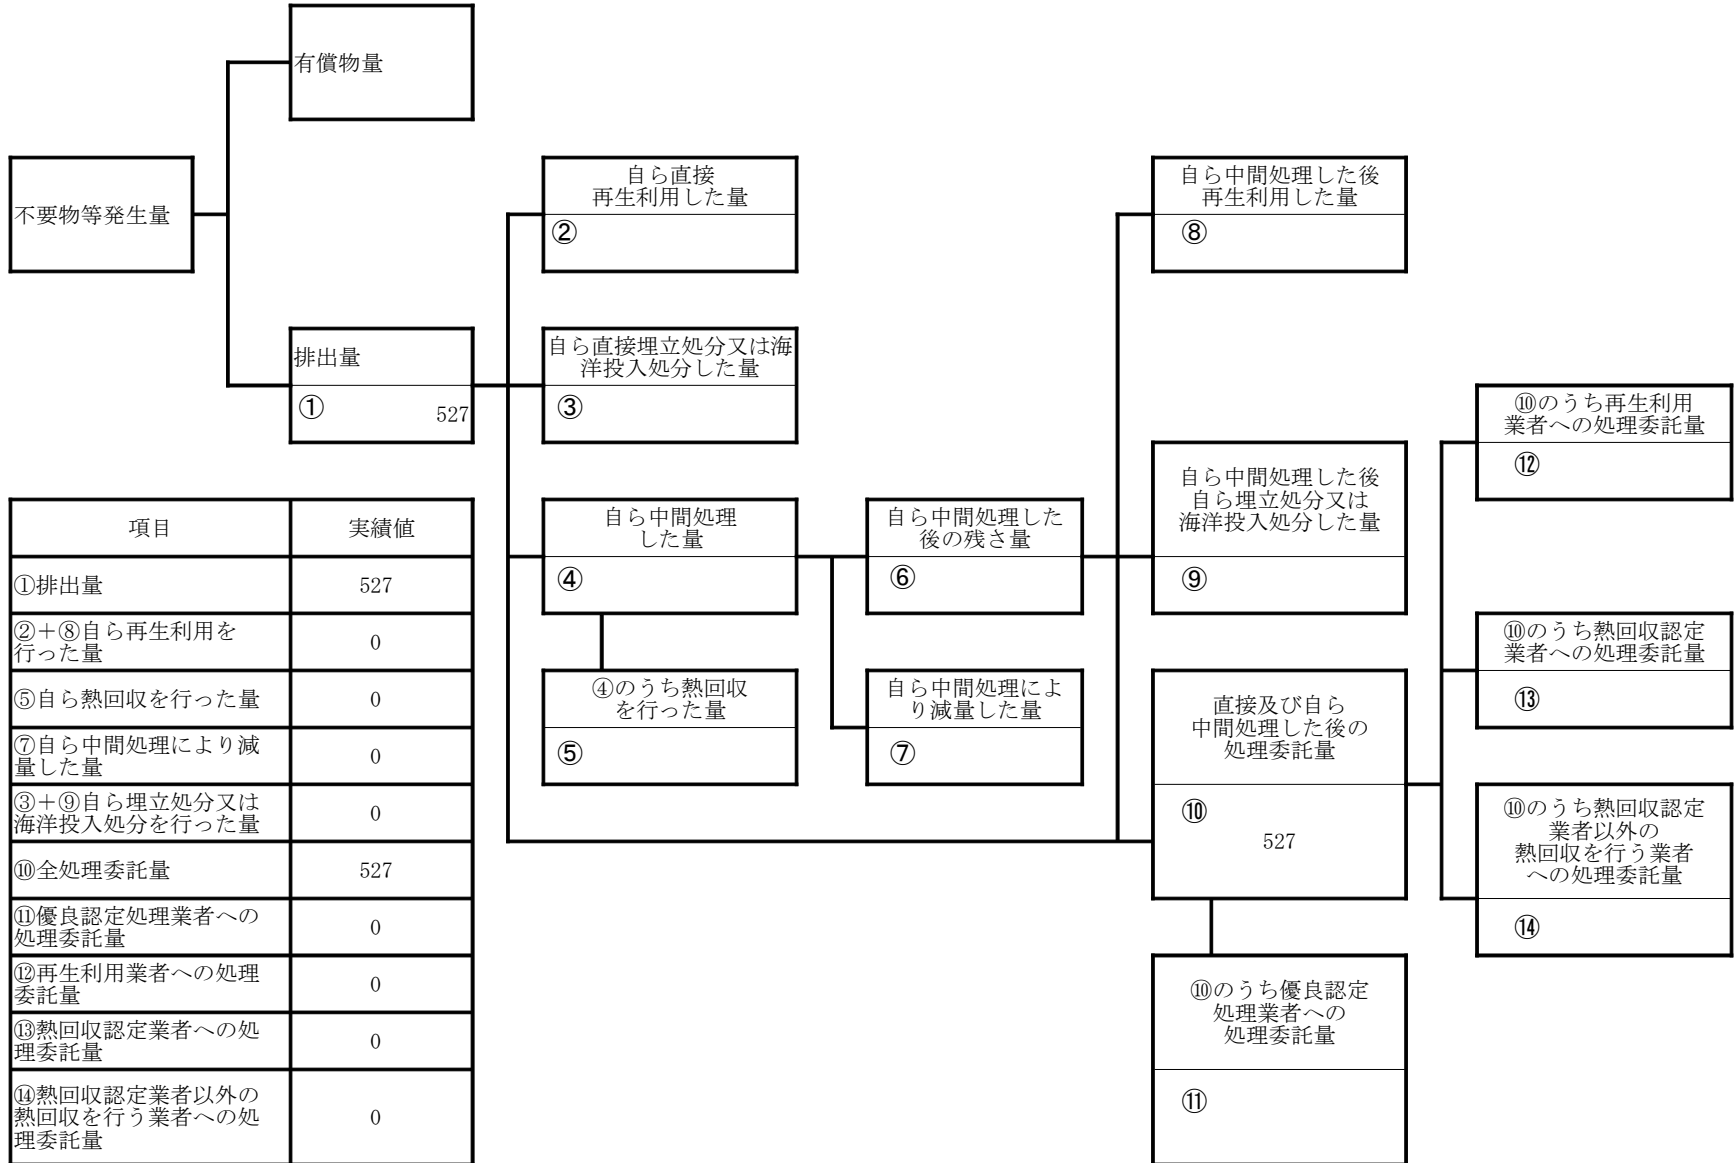 有償物量
不要物等発生量
自ら直接
再生利用した量
②
自ら中間処理した後
再生利用した量
⑧
排出量
① 527
自ら直接埋立処分又は海
洋投入処分した量
③
⑩のうち再生利用
業者への処理委託量
⑫
自ら中間処理した後
自ら埋立処分又は
海洋投入処分した量
⑨
自ら中間処理
した量
④
自ら中間処理した
後の残さ量
⑥
⑩のうち熱回収認定
業者への処理委託量
⑬
④のうち熱回収
を行った量
⑤
自ら中間処理によ
り減量した量
⑦
直接及び自ら
中間処理した後の
処理委託量
⑩
527
⑩のうち熱回収認定
業者以外の
熱回収を行う業者
への処理委託量
⑭
⑩のうち優良認定
処理業者への
処理委託量
⑪
項目 実績値
①排出量 527
②＋⑧自ら再生利用を
行った量 0
⑤自ら熱回収を行った量 0
⑦自ら中間処理により減
量した量 0
③＋⑨自ら埋立処分又は
海洋投入処分を行った量 0
⑩全処理委託量 527
⑪優良認定処理業者への
処理委託量 0
⑫再生利用業者への処理
委託量 0
⑬熱回収認定業者への処
理委託量 0
⑭熱回収認定業者以外の
熱回収を行う業者への処
理委託量 0